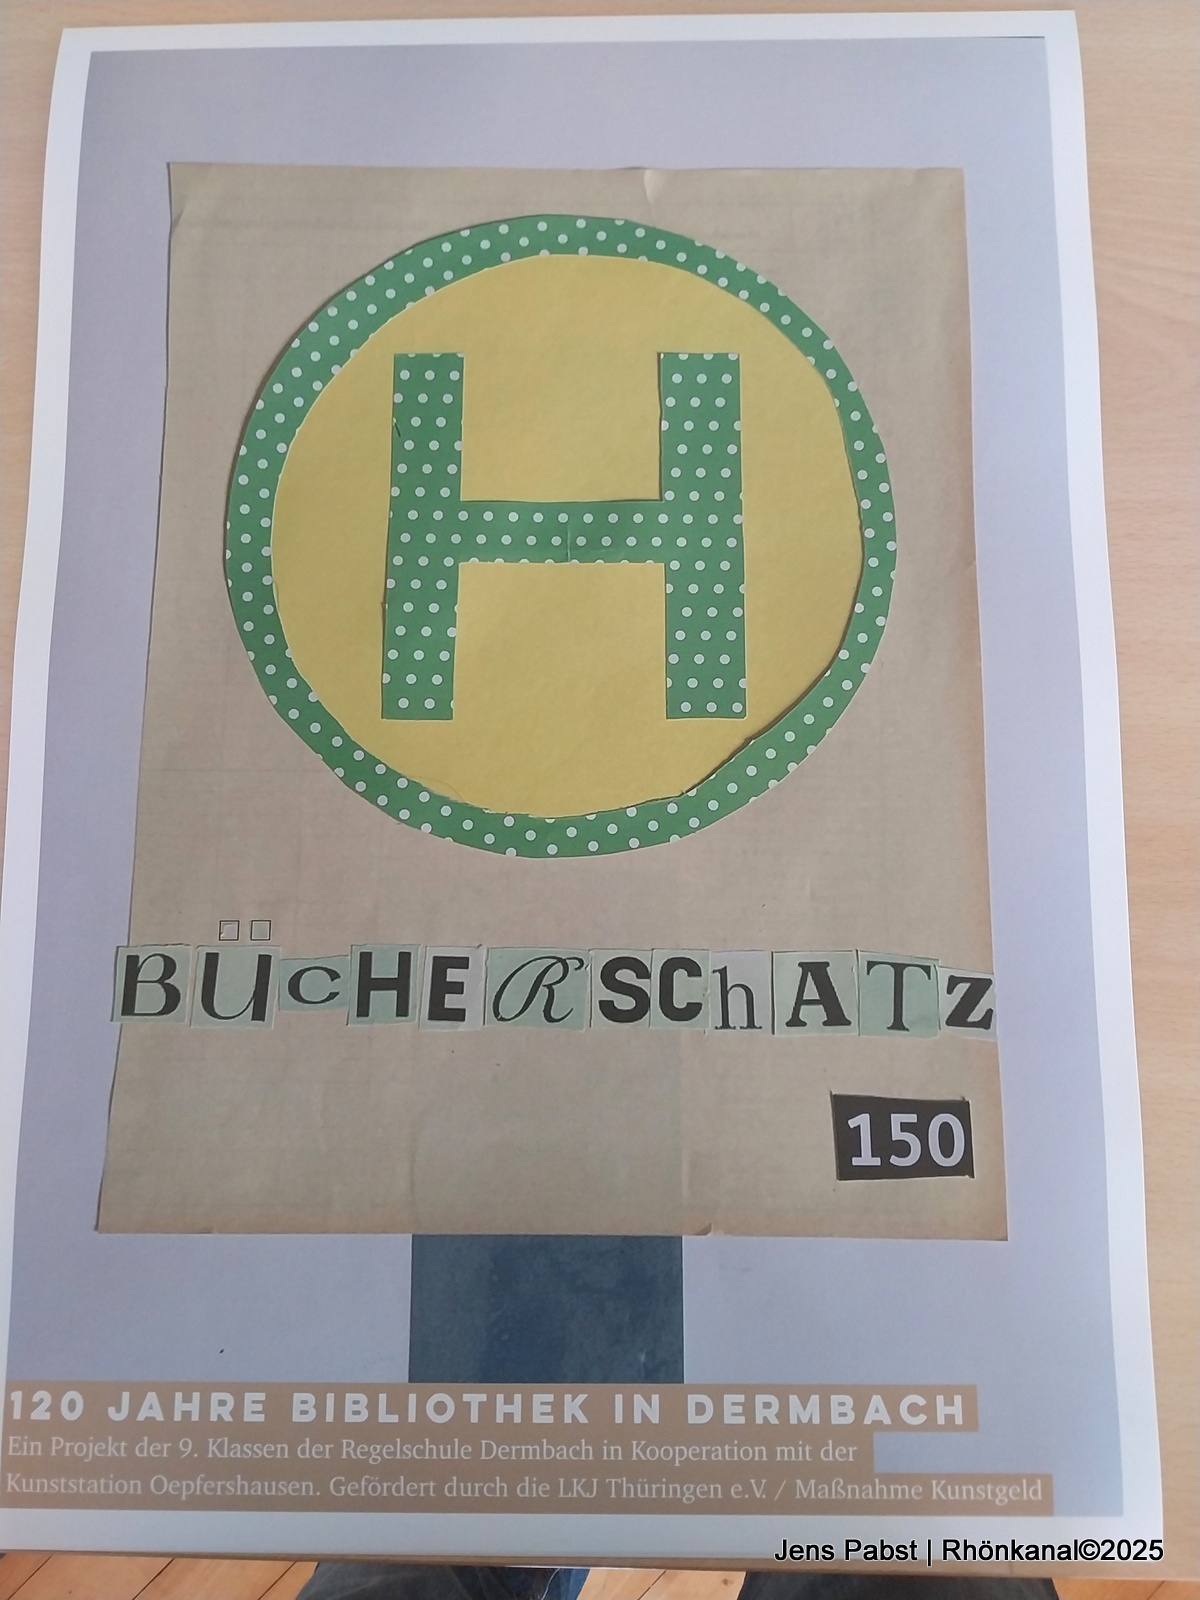 H
BÜcHERSChATz
150
120 JAHRE BIBLIOTHEK IN DERMBACH
Ein Projekt der 9. Klassen der Regelschule Dermbach in Kooperation mit der
Kunststation Oepfershausen. Gefördert durch die LKJ Thüringen e.V. / Maßnahme Kunstgeld
Jens Pabst | Rhönkanal©2025